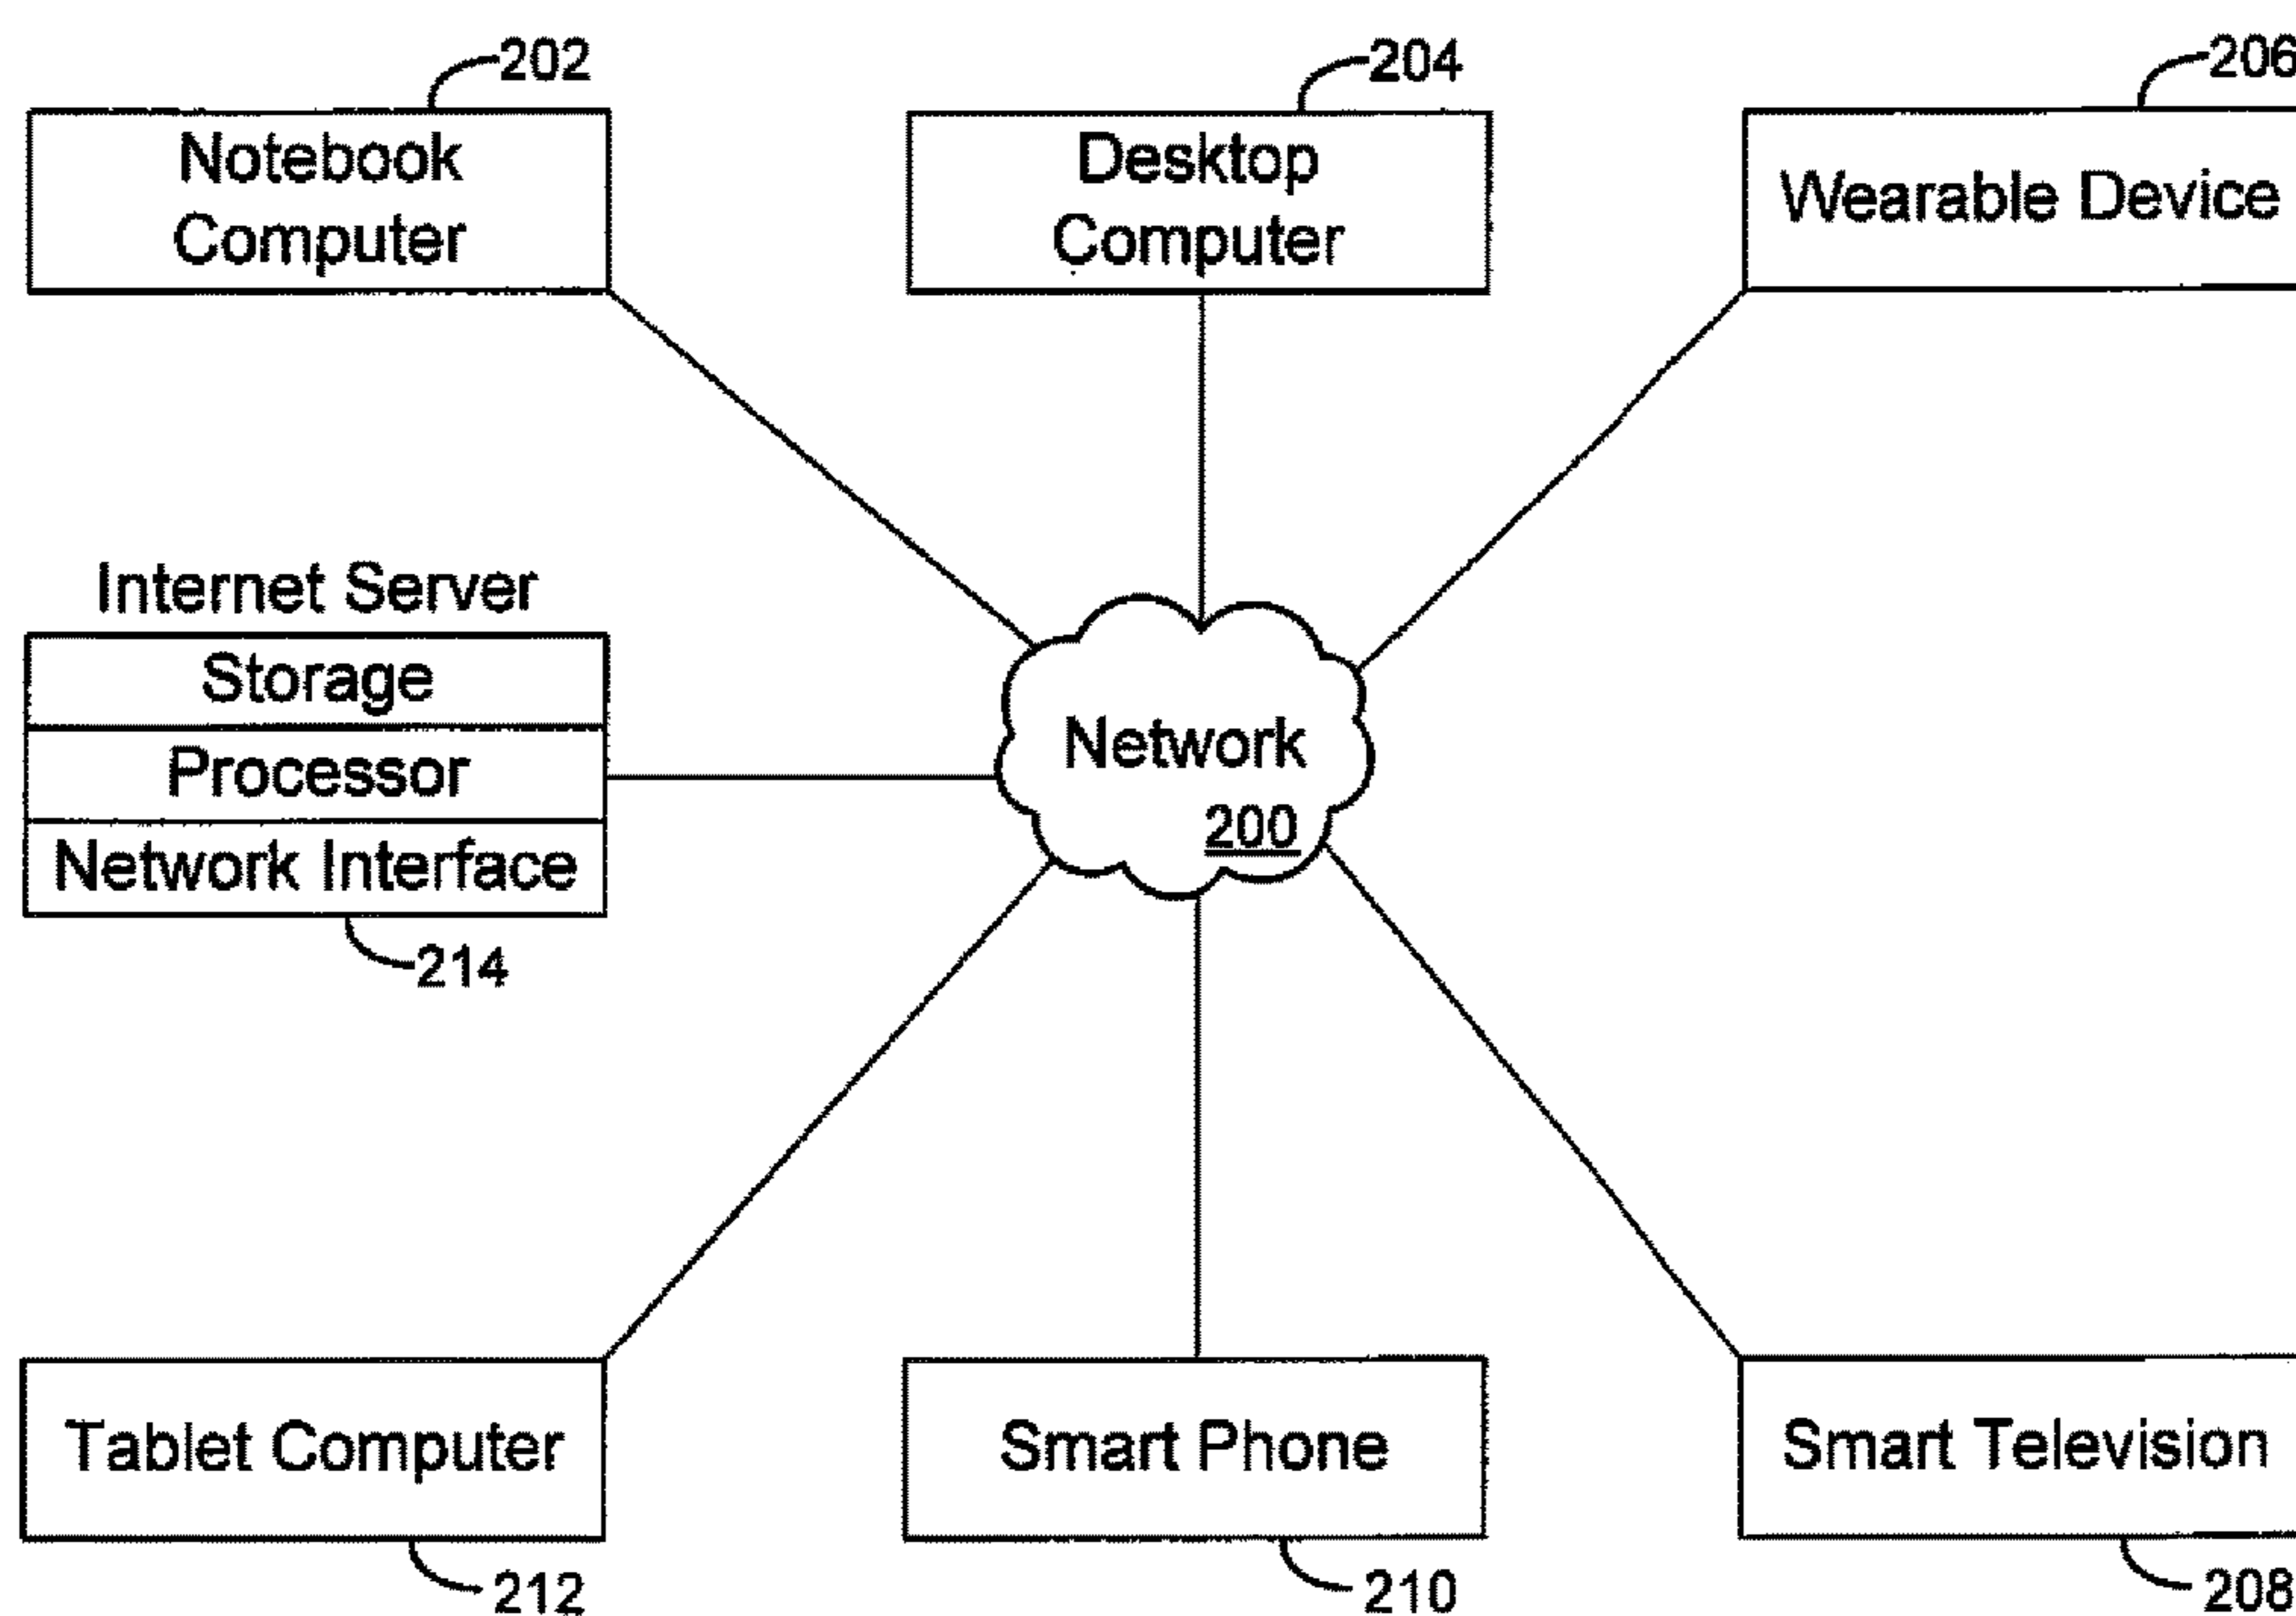 202
204
206
Notebook
Computer
Desktop
Computer
Wearable Device
Internet Server
Storage
Processor
Network Interface
214
Network
200
Tablet Computer
Smart Phone
Smart Television
212
210
208